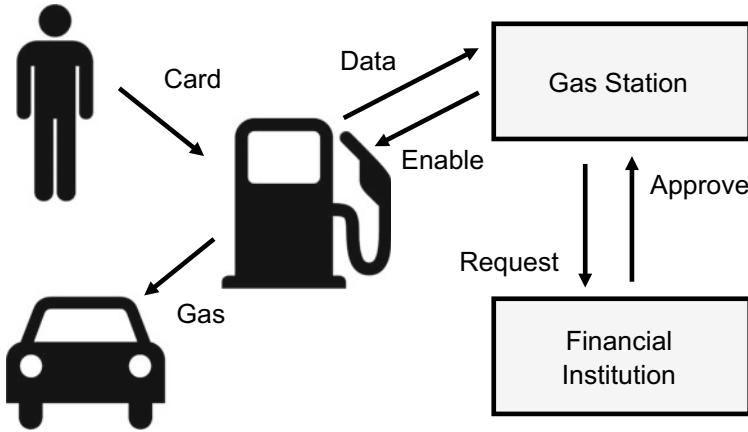 Card
Data
Gas Station
Enable
Approve
Request
Gas
Financial
Institution